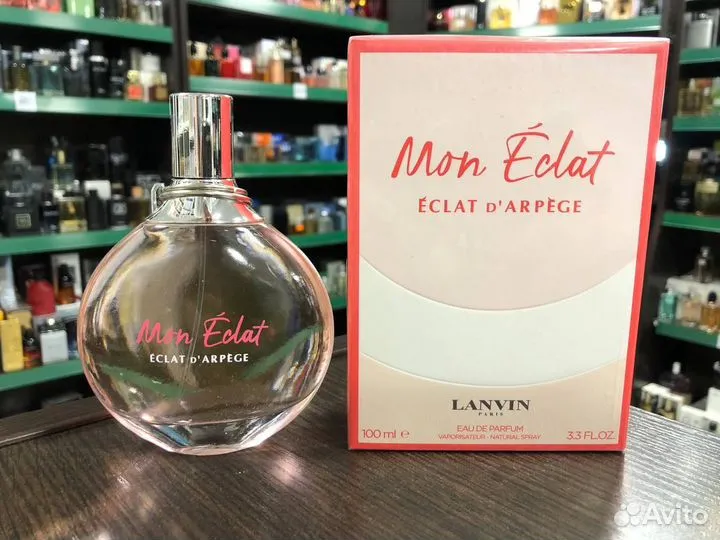 Mon Éclat
ÉCLAT D'ARPÈGE
Mon Éclat
ÉCLAT D'ARPÈGE
LANVIN
PARIS
100 ml e
EAU DE PARFUM
VAPORISATEUR · NATURAL SPRAY
3.3 FL.OZ.
Avito